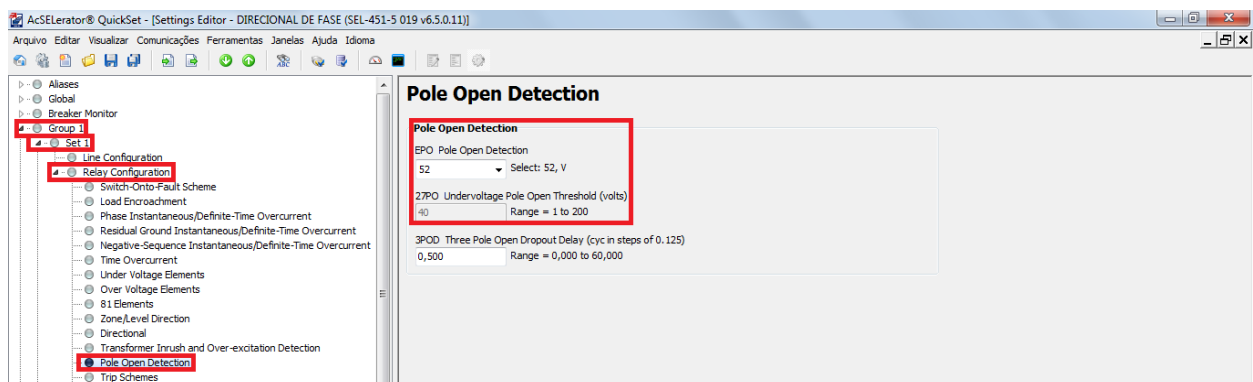 AcSELerator® QuickSet - [Settings Editor - DIRECIONAL DE FASE (SEL-451-5 019 v6.5.0.11)]
Arquivo Editar Visualizar Comunicações Ferramentas Janelas Ajuda Idioma
Aliases
Global
Breaker Monitor
Group 1
Set 1
Line Configuration
Relay Configuration
Switch-Onto-Fault Scheme
Load Encroachment
Phase Instantaneous/Definite-Time Overcurrent
Residual Ground Instantaneous/Definite-Time Overcurrent
Negative-Sequence Instantaneous/Definite-Time Overcurrent
Time Overcurrent
Under Voltage Elements
Over Voltage Elements
81 Elements
Zone/Level Direction
Directional
Transformer Inrush and Over-excitation Detection
Pole Open Detection
Trip Schemes
Pole Open Detection
Pole Open Detection
EPO Pole Open Detection
52 Select: 52, V
27PO Undervoltage Pole Open Threshold (volts)
40 Range = 1 to 200
3POD Three Pole Open Dropout Delay (cyc in steps of 0.125)
0,500 Range = 0,000 to 60,000